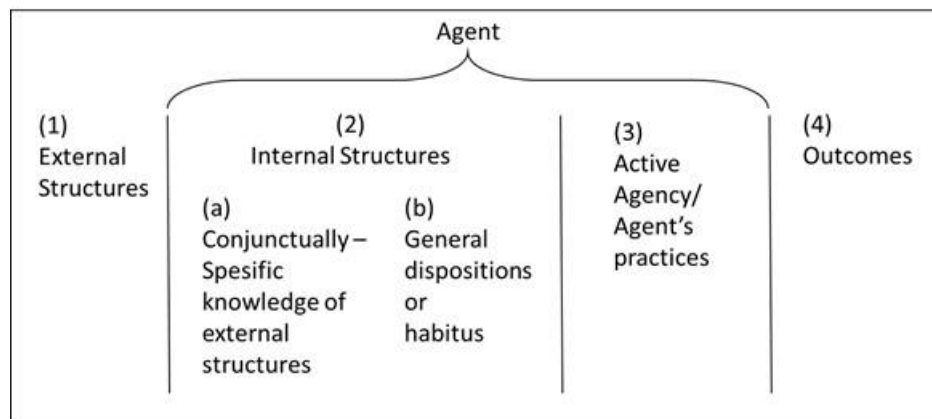 Agent
(1)
External
Structures
(2)
Internal Structures
(a)
Conjunctually –
Spesific
knowledge of
external
structures
(b)
General
dispositions
or
habitus
(3)
Active
Agency/
Agent's
practices
(4)
Outcomes